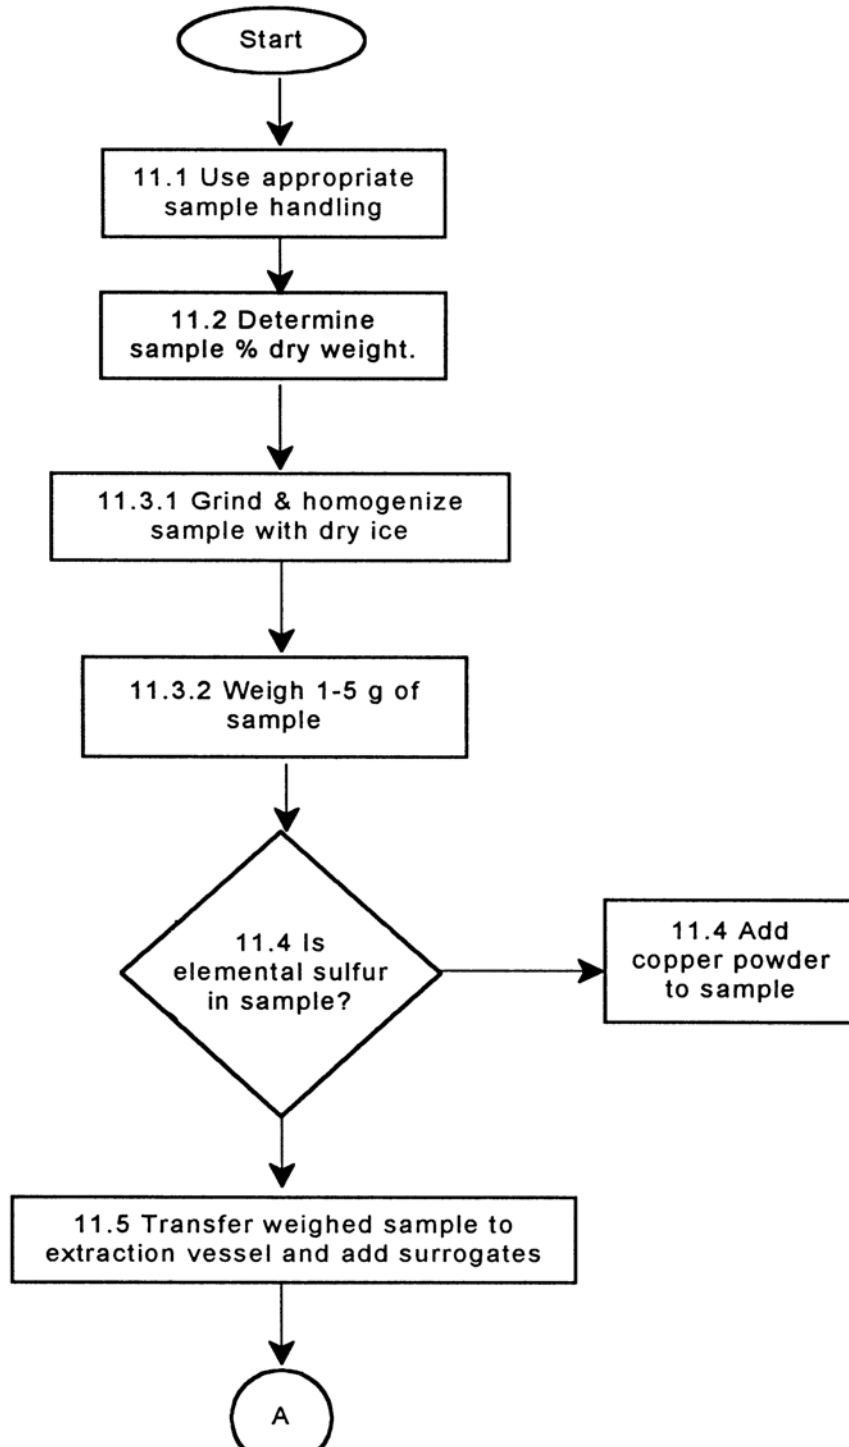 Start
11.1 Use appropriate
sample handling
11.2 Determine
sample % dry weight.
11.3.1 Grind & homogenize
sample with dry ice
11.3.2 Weigh 1-5 g of
sample
11.4 Is
elemental sulfur
in sample?
11.4 Add
copper powder
to sample
11.5 Transfer weighed sample to
extraction vessel and add surrogates
A